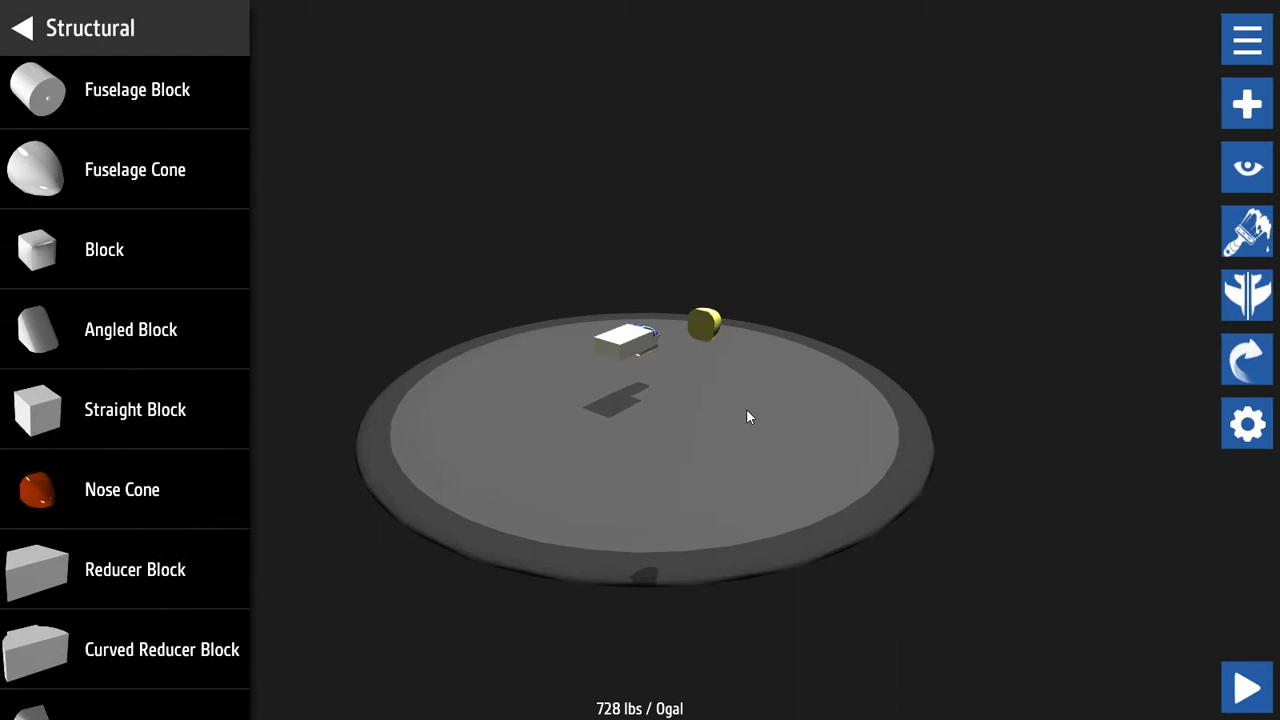 Structural
Fuselage Block
Fuselage Cone
Block
Angled Block
Straight Block
Nose Cone
Reducer Block
Curved Reducer Block
728 lbs / 0gal